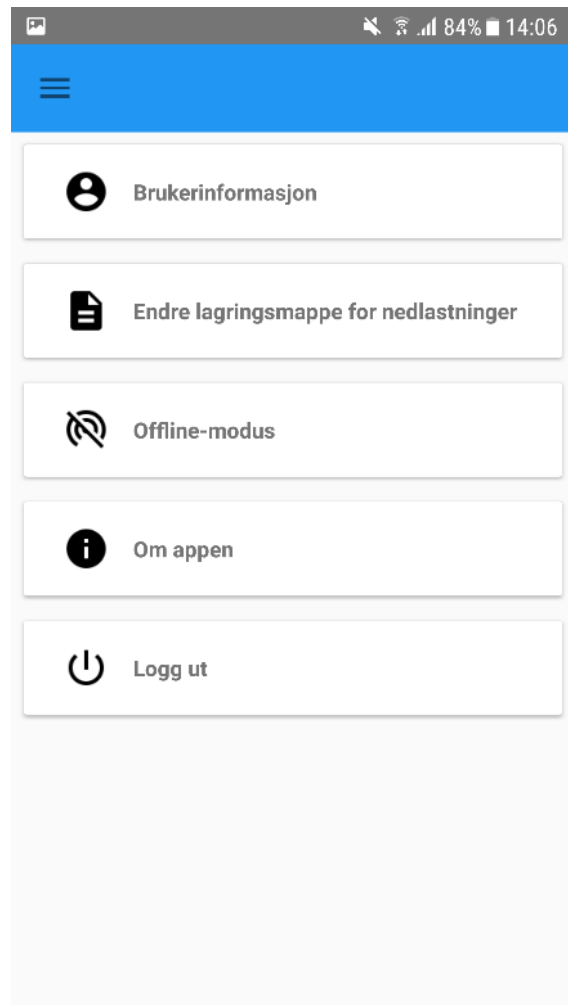 84% 14:06
Brukerinformasjon
Endre lagringsmappe for nedlastninger
Offline-modus
Om appen
Logg ut